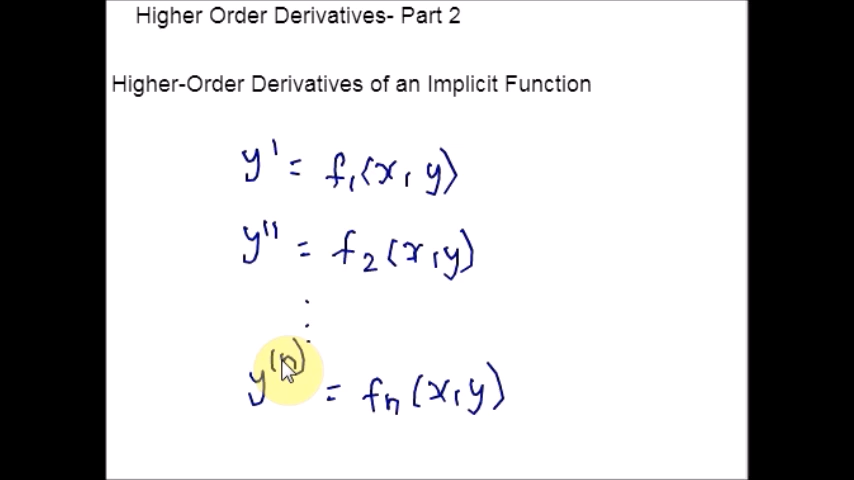 Higher Order Derivatives- Part 2
Higher-Order Derivatives of an Implicit Function
y' = f₁(x, y)
y'' = f₂(x, y)
⋮
y⁽ⁿ⁾ = fₙ(x, y)